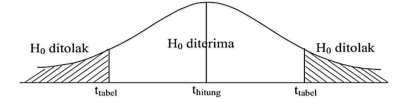 H₀ ditolak H₀ diterima H₀ ditolak
t_tabel t_hitung t_tabel